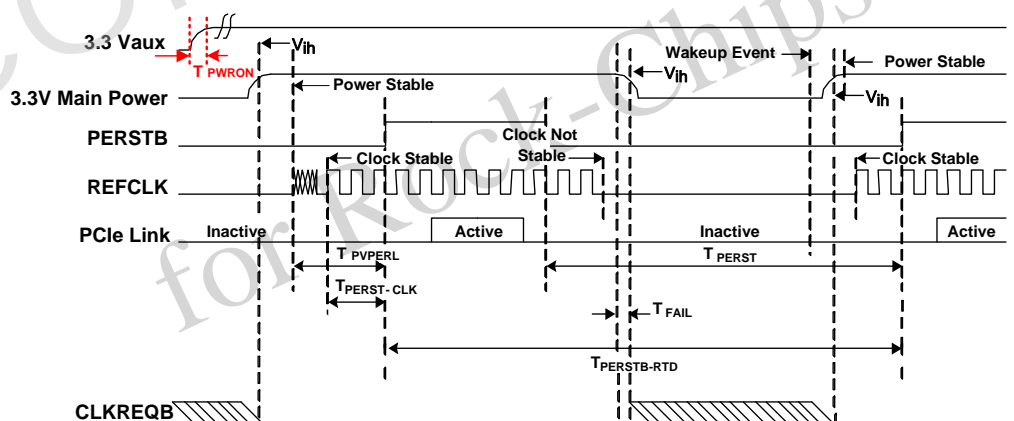 3.3 Vaux
Vih
T PWRON
Wakeup Event
Power Stable
Vih
Power Stable
3.3V Main Power
Vih
PERSTB
Clock Not
Stable
Clock Stable
Clock Stable
REFCLK
PCIe Link
Inactive
Active
Inactive
Active
T PVPERL
T PERST
TPERST-CLK
T FAIL
TPERSTB-RTD
CLKREQB
for Rock-Chips